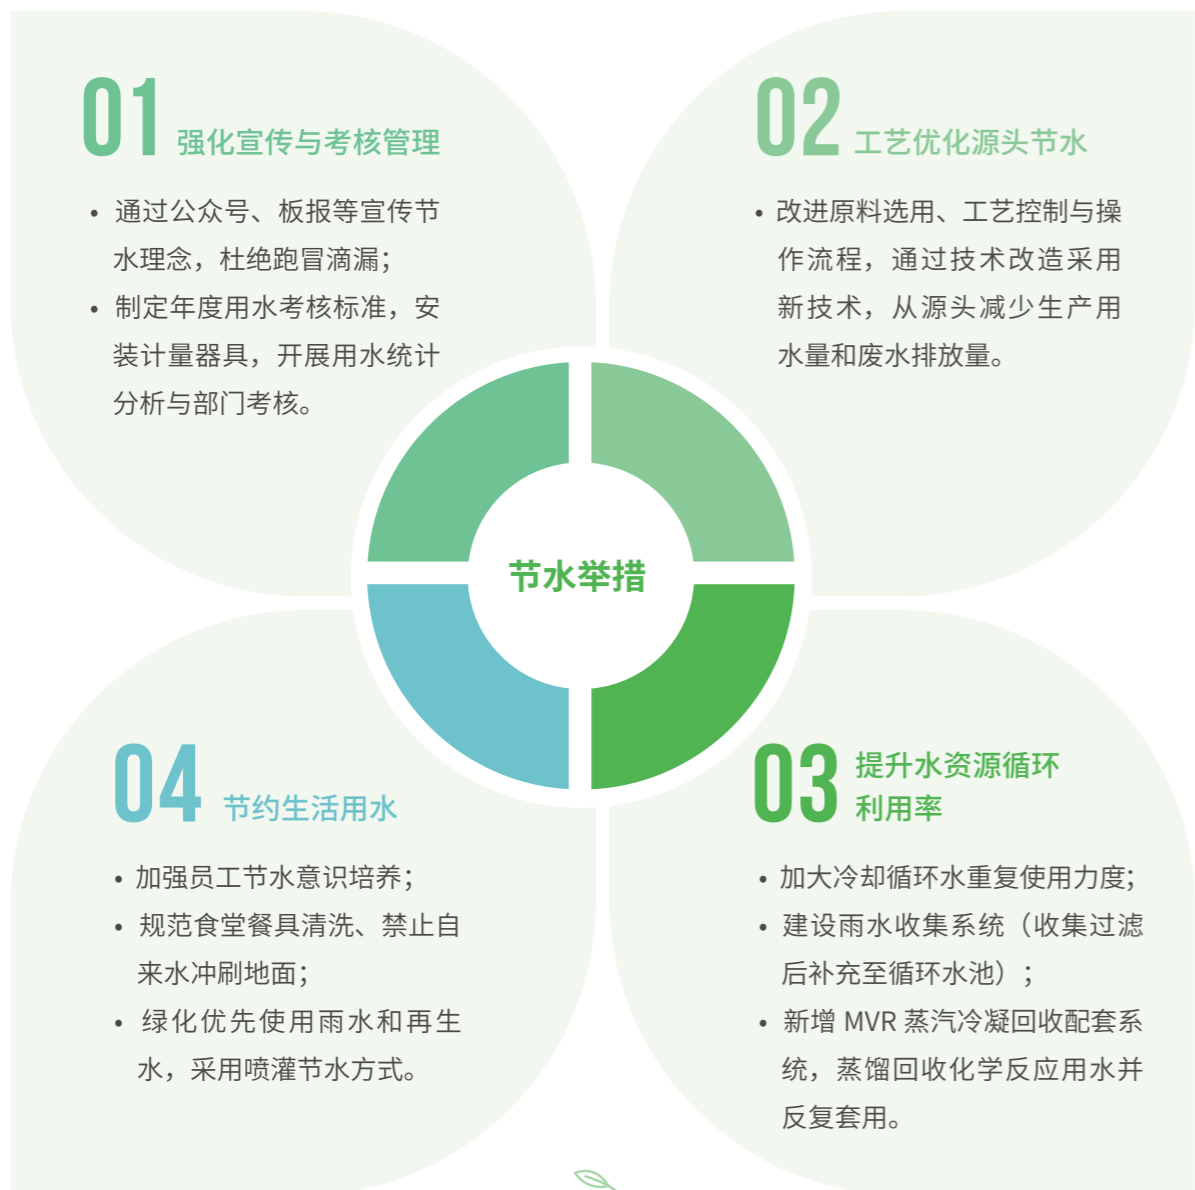 01 强化宣传与考核管理
• 通过公众号、板报等宣传节
水理念，杜绝跑冒滴漏；
• 制定年度用水考核标准，安
装计量器具，开展用水统计
分析与部门考核。
02 工艺优化源头节水
• 改进原料选用、工艺控制与操
作流程，通过技术改造采用
新技术，从源头减少生产用
水量和废水排放量。
节水举措
03 提升水资源循环
利用率
• 加大冷却循环水重复使用力度；
• 建设雨水收集系统（收集过滤
后补充至循环水池）；
• 新增 MVR 蒸汽冷凝回收配套系
统，蒸馏回收化学反应用水并
反复套用。
04 节约生活用水
• 加强员工节水意识培养；
• 规范食堂餐具清洗、禁止自
来水冲刷地面；
• 绿化优先使用雨水和再生
水，采用喷灌节水方式。